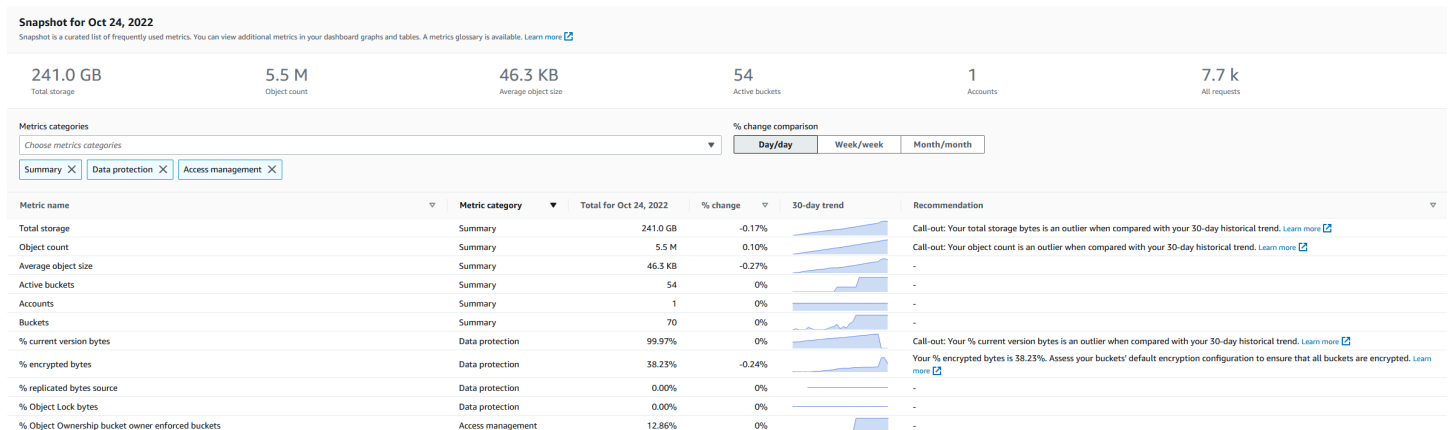 Snapshot for Oct 24, 2022
Snapshot is a curated list of frequently used metrics. You can view additional metrics in your dashboard graphs and tables. A metrics glossary is available. Learn more
241.0 GB 5.5 M 46.3 KB 54 1 7.7 k
Total storage Object count Average object size Active buckets Accounts All requests
Metrics categories % change comparison
Choose metrics categories Day/day Week/week Month/month
Summary Data protection Access management
Metric name Metric category Total for Oct 24, 2022 % change 30-day trend Recommendation
Total storage Summary 241.0 GB -0.17% Call-out: Your total storage bytes is an outlier when compared with your 30-day historical trend. Learn more
Object count Summary 5.5 M 0.10% Call-out: Your object count is an outlier when compared with your 30-day historical trend. Learn more
Average object size Summary 46.3 KB -0.27% -
Active buckets Summary 54 0% -
Accounts Summary 1 0% -
Buckets Summary 70 0% -
% current version bytes Data protection 99.97% 0% Call-out: Your % current version bytes is an outlier when compared with your 30-day historical trend. Learn more
% encrypted bytes Data protection 38.23% -0.24% Your % encrypted bytes is 38.23%. Assess your buckets' default encryption configuration to ensure that all buckets are encrypted. Learn
more
% replicated bytes source Data protection 0.00% 0% -
% Object Lock bytes Data protection 0.00% 0% -
% Object Ownership bucket owner enforced buckets Access management 12.86% 0% -